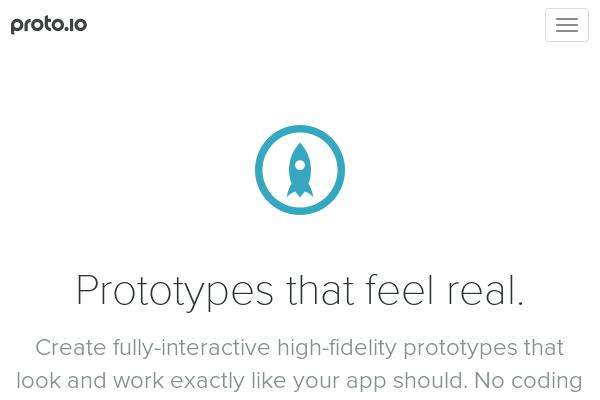 proto.io
Prototypes that feel real.
Create fully-interactive high-fidelity prototypes that
look and work exactly like your app should. No coding